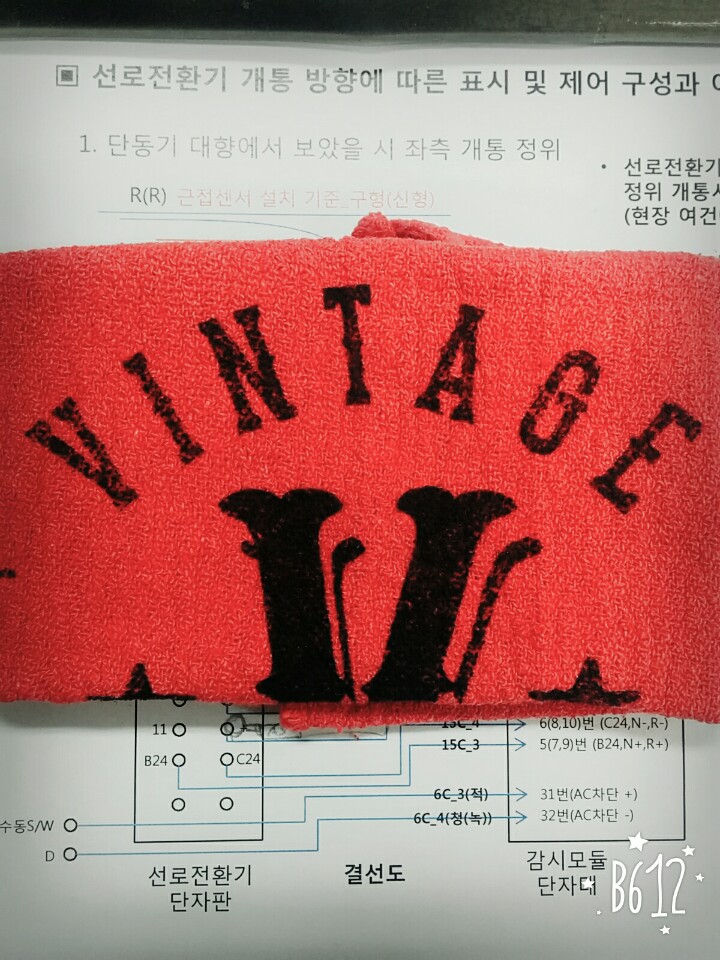 ▣ 선로전환기 개통 방향에 따른 표시 및 제어 구성과
1. 단동기 대향에서 보았을 시 좌측 개통 정위
• 선로전환기
정위 개통시
(현장 여건
R(R) 근접센서 설치 기준_구형(신형)
VINTAGE
15C_4 6(8,10)번 (C24,N-,R-)
11
15C_3 5(7,9)번 (B24,N+,R+)
B24 C24
6C_3(적) 31번(AC차단 +)
6C_4(청(녹)) 32번(AC차단 -)
수동S/W
D
선로전환기
단자판
결선도
감시모듈
단자대
B612